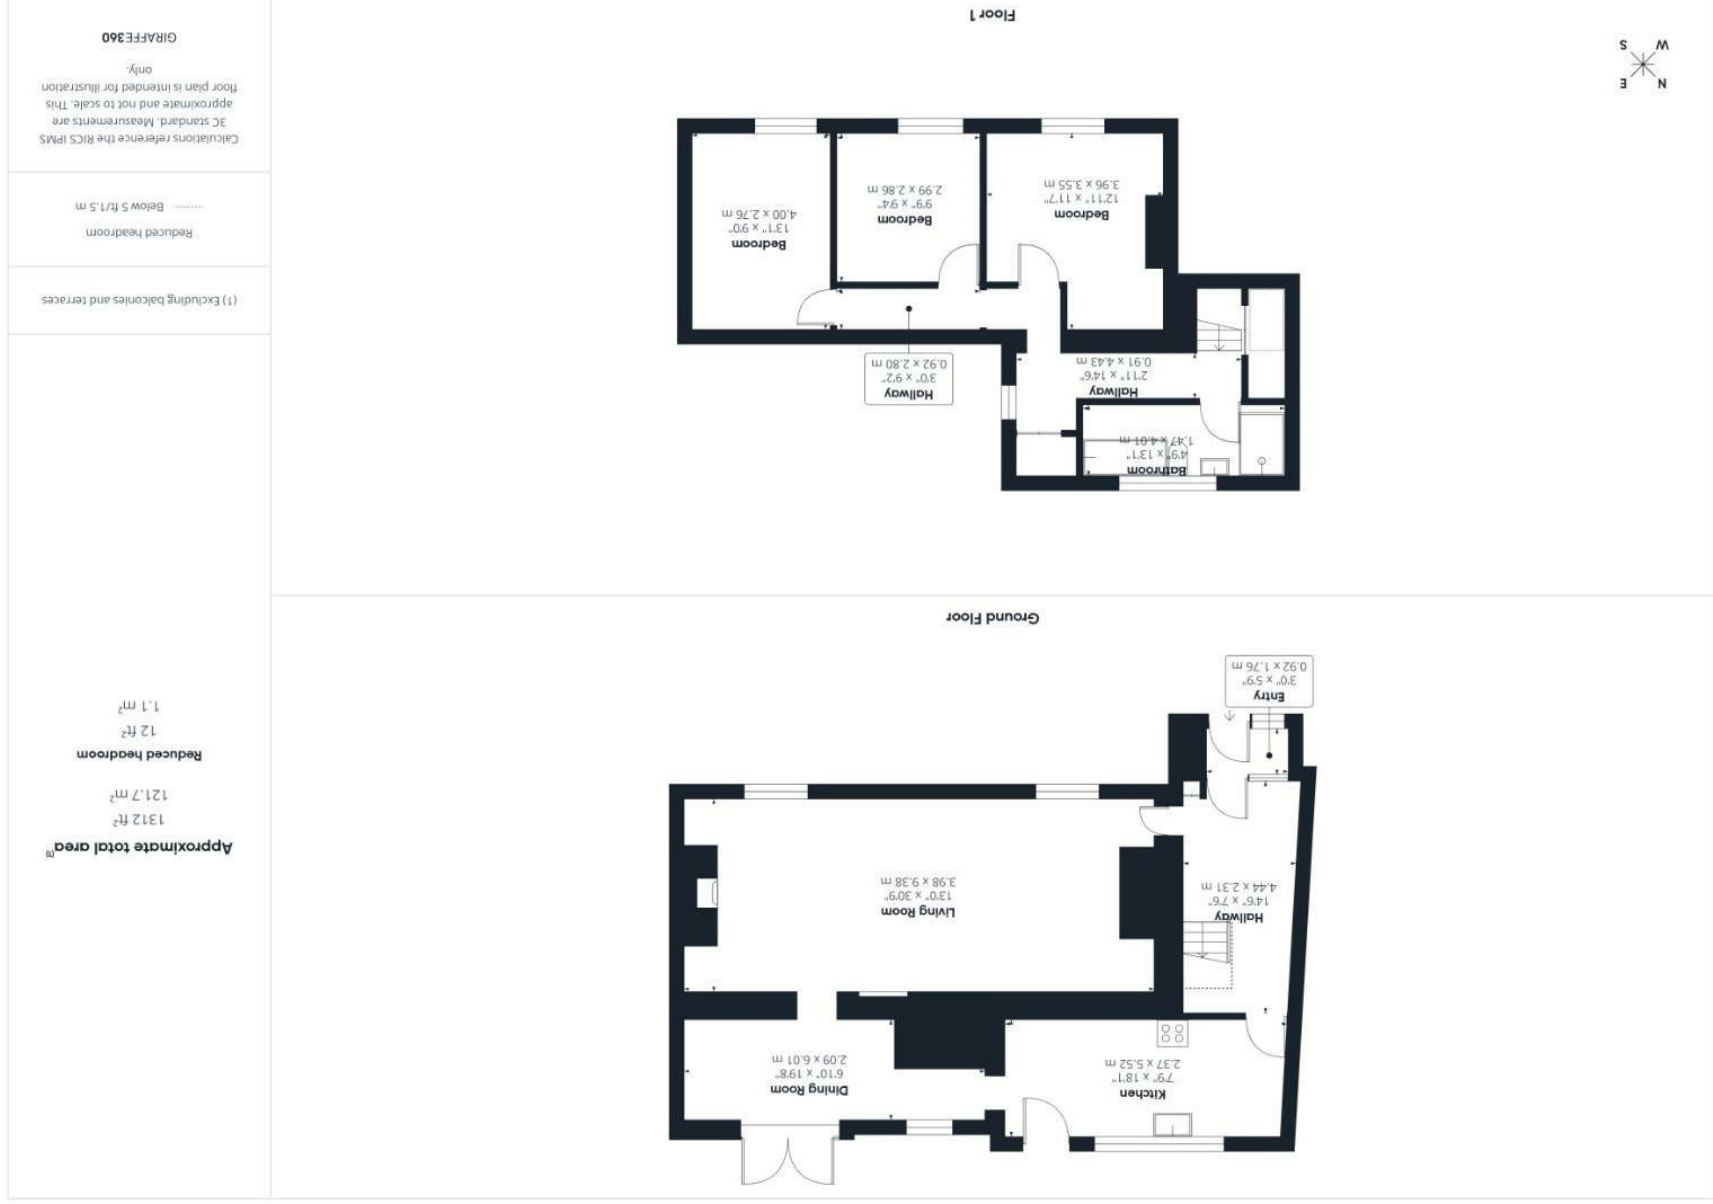 Kitchen
7'9" x 18'1"
2.37 x 5.52 m
Dining Room
6'10" x 19'8"
2.09 x 6.01 m
Hallway
14'6" x 7'6"
4.44 x 2.31 m
Living Room
13'0" x 30'9"
3.98 x 9.38 m
Entry
3'0" x 5'9"
0.92 x 1.76 m
Ground Floor
Bathroom
4'9" x 13'1"
1.47 x 4.01 m
Hallway
2'11" x 14'6"
0.91 x 4.43 m
Hallway
3'0" x 9'2"
0.92 x 2.80 m
Bedroom
12'11" x 11'7"
3.96 x 3.55 m
Bedroom
9'9" x 9'4"
2.99 x 2.86 m
Bedroom
13'1" x 9'0"
4.00 x 2.76 m
N E
W S
Floor 1
Approximate total area(1)
1312 ft²
121.7 m²
Reduced headroom
12 ft²
1.1 m²
(1) Excluding balconies and terraces
Reduced headroom
Below 5 ft/1.5 m
Calculations reference the RICS IPMS
3C standard. Measurements are
approximate and not to scale. This
floor plan is intended for illustration
only.
GIRAFFE360